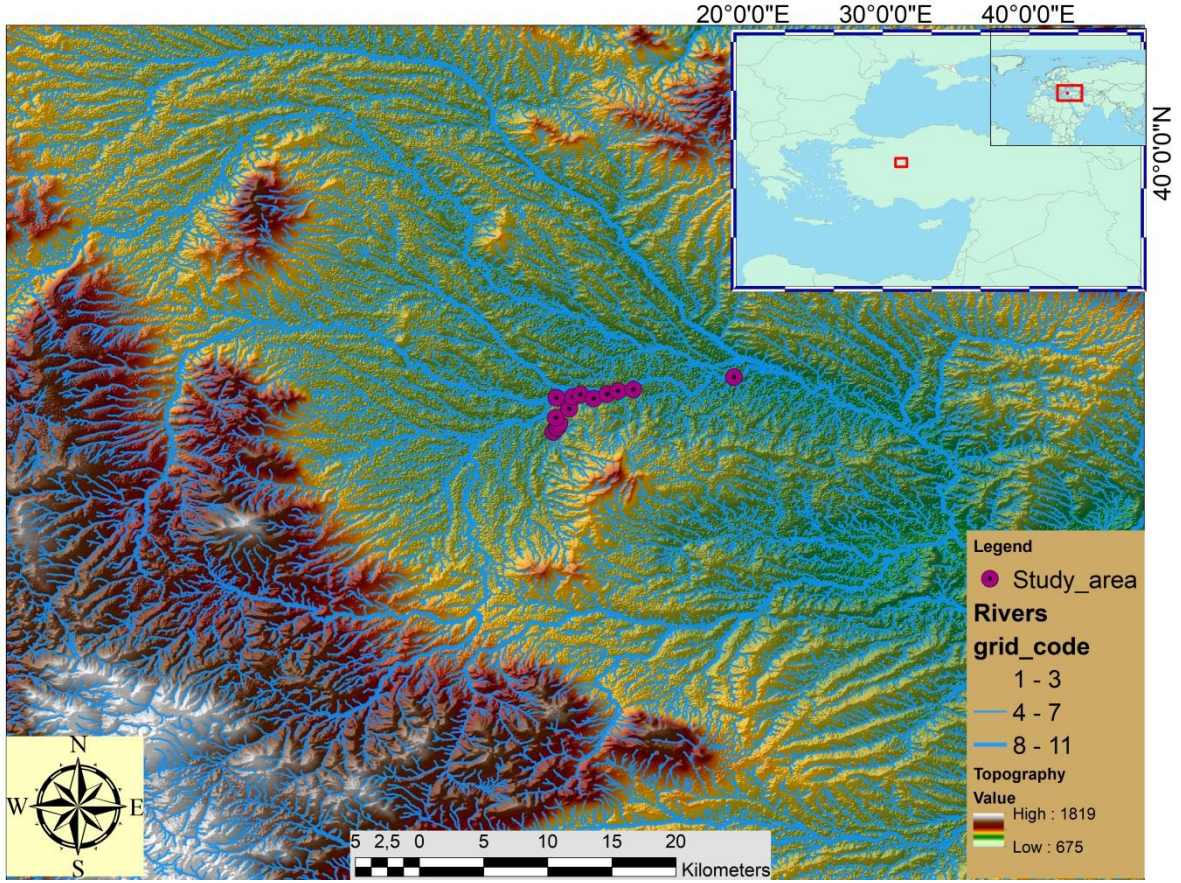 20°0'0"E 30°0'0"E 40°0'0"E
40°0'0"N
Legend
Study_area
Rivers
grid_code
1 - 3
4 - 7
8 - 11
Topography
Value
High : 1819
Low : 675
N
W E
S
5 2,5 0 5 10 15 20
Kilometers